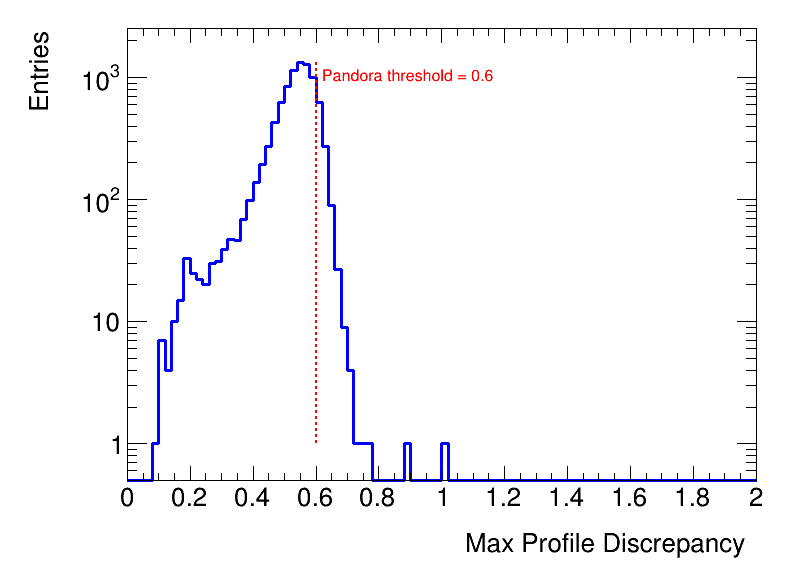 Entries
10³
10²
10
1
Pandora threshold = 0.6
0 0.2 0.4 0.6 0.8 1 1.2 1.4 1.6 1.8 2
Max Profile Discrepancy